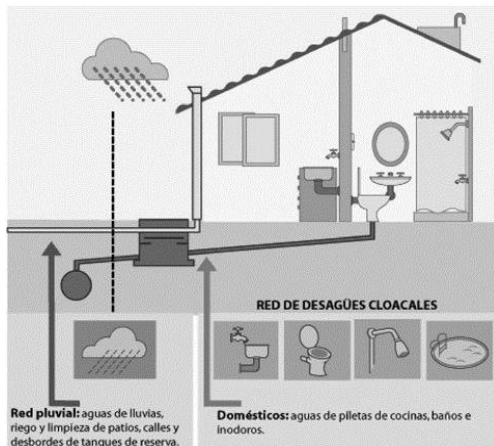 RED DE DESAGÜES CLOACALES
Red pluvial: aguas de lluvias,
riego y limpieza de patios, calles y
desbordes de tanques de reserva.
Domésticos: aguas de piletas de cocinas, baños e
inodoros.